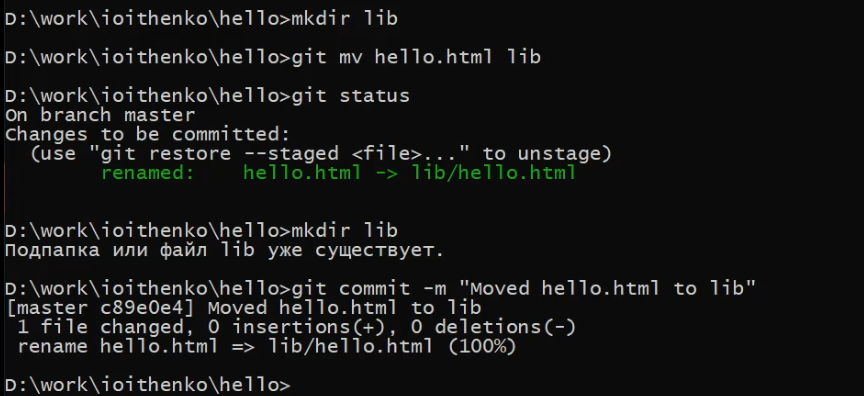 D:\work\ioithenko\hello>mkdir lib
D:\work\ioithenko\hello>git mv hello.html lib
D:\work\ioithenko\hello>git status
On branch master
Changes to be committed:
  (use "git restore --staged <file>..." to unstage)
        renamed:    hello.html -> lib/hello.html
D:\work\ioithenko\hello>mkdir lib
Подпапка или файл lib уже существует.
D:\work\ioithenko\hello>git commit -m "Moved hello.html to lib"
[master c89e0e4] Moved hello.html to lib
 1 file changed, 0 insertions(+), 0 deletions(-)
 rename hello.html => lib/hello.html (100%)
D:\work\ioithenko\hello>